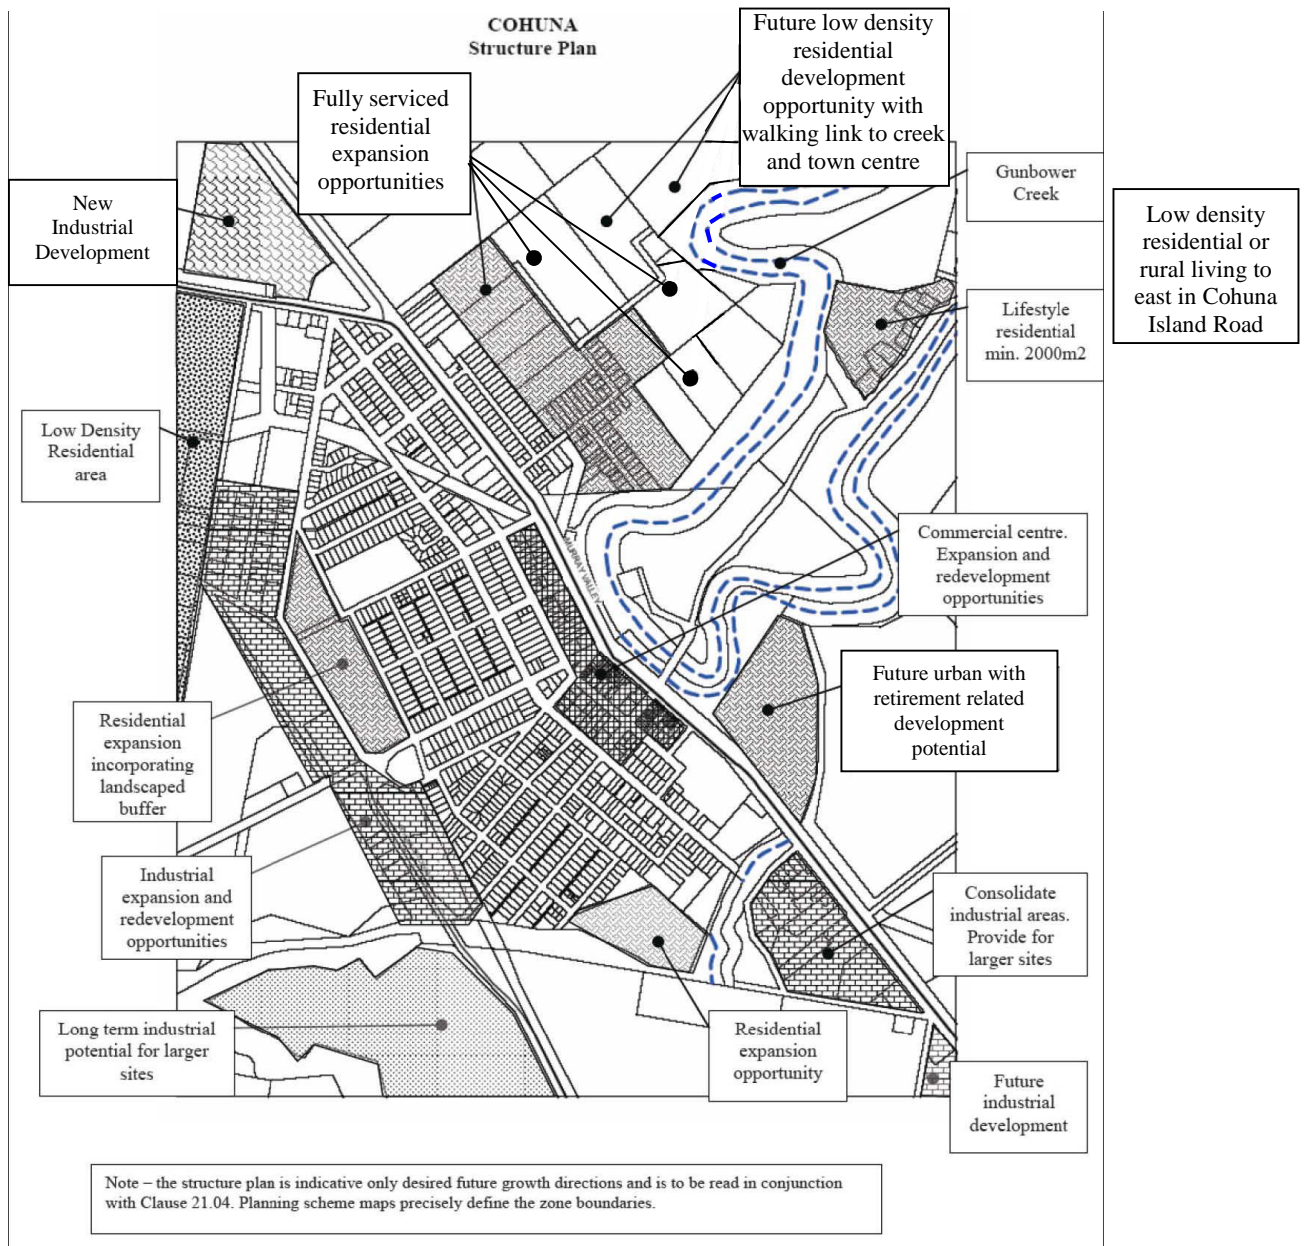 COHUNA
Structure Plan
Future low density
residential
development
opportunity with
walking link to creek
and town centre
Fully serviced
residential
expansion
opportunities
Gunbower
Creek
New
Industrial
Development
Low density
residential or
rural living to
east in Cohuna
Island Road
Lifestyle
residential
min. 2000m2
Low Density
Residential
area
Commercial centre.
Expansion and
redevelopment
opportunities
MURRAY VALLEY
Future urban with
retirement related
development
potential
Residential
expansion
incorporating
landscaped
buffer
Industrial
expansion and
redevelopment
opportunities
Consolidate
industrial areas.
Provide for
larger sites
Long term industrial
potential for larger
sites
Residential
expansion
opportunity
Future
industrial
development
Note – the structure plan is indicative only desired future growth directions and is to be read in conjunction
with Clause 21.04. Planning scheme maps precisely define the zone boundaries.